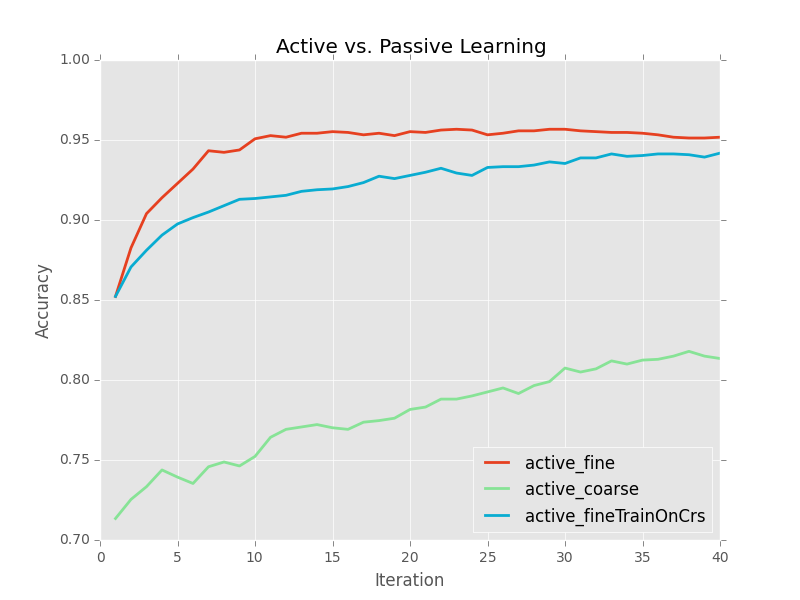 Active vs. Passive Learning
1.00
0.95
0.90
0.85
0.80
0.75
0.70
Accuracy
active_fine
active_coarse
active_fineTrainOnCrs
0 5 10 15 20 25 30 35 40
Iteration